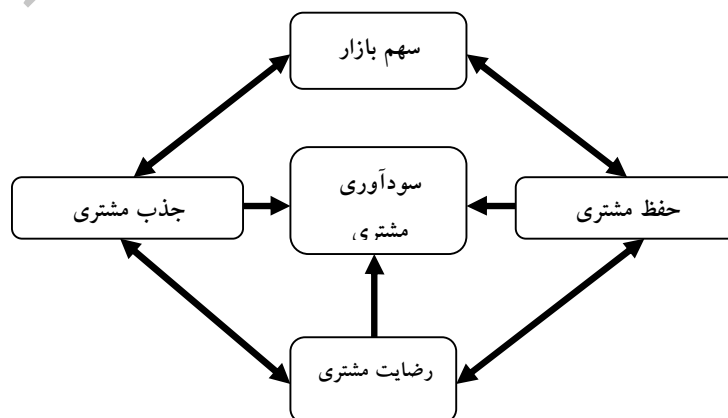 سهم بازار
سودآوری
مشتری
حفظ مشتری
جذب مشتری
رضایت مشتری